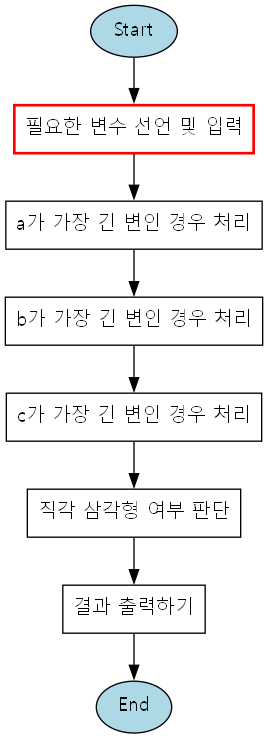 Start
필요한 변수 선언 및 입력
a가 가장 긴 변인 경우 처리
b가 가장 긴 변인 경우 처리
c가 가장 긴 변인 경우 처리
직각 삼각형 여부 판단
결과 출력하기
End